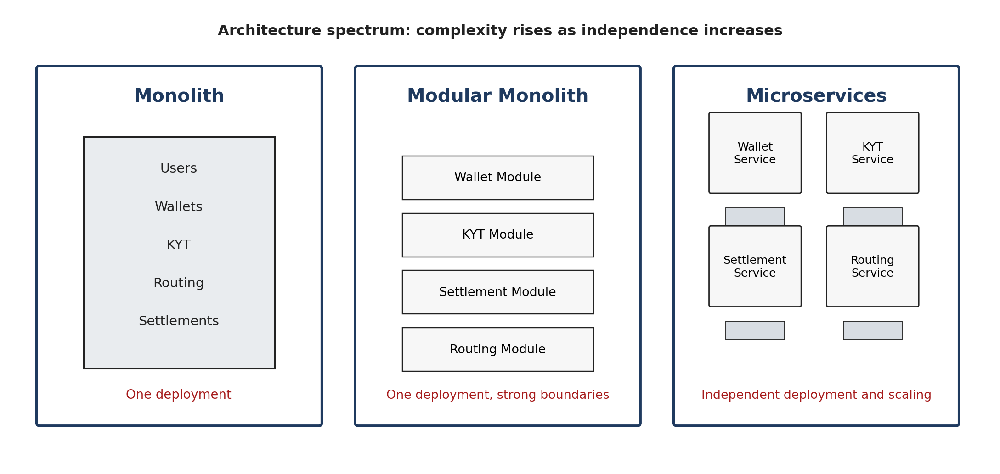 Architecture spectrum: complexity rises as independence increases
Monolith
Users
Wallets
KYT
Routing
Settlements
One deployment
Modular Monolith
Wallet Module
KYT Module
Settlement Module
Routing Module
One deployment, strong boundaries
Microservices
Wallet
Service
KYT
Service
Settlement
Service
Routing
Service
Independent deployment and scaling